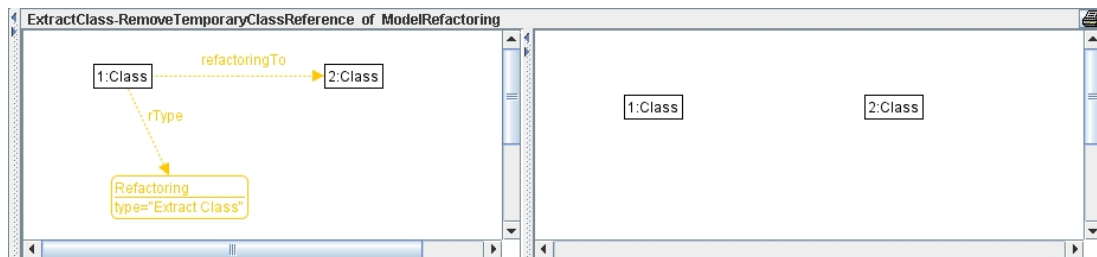 ExtractClass-RemoveTemporaryClassReference of ModelRefactoring
refactoringTo
1:Class
2:Class
rType
Refactoring
type="Extract Class"
1:Class
2:Class